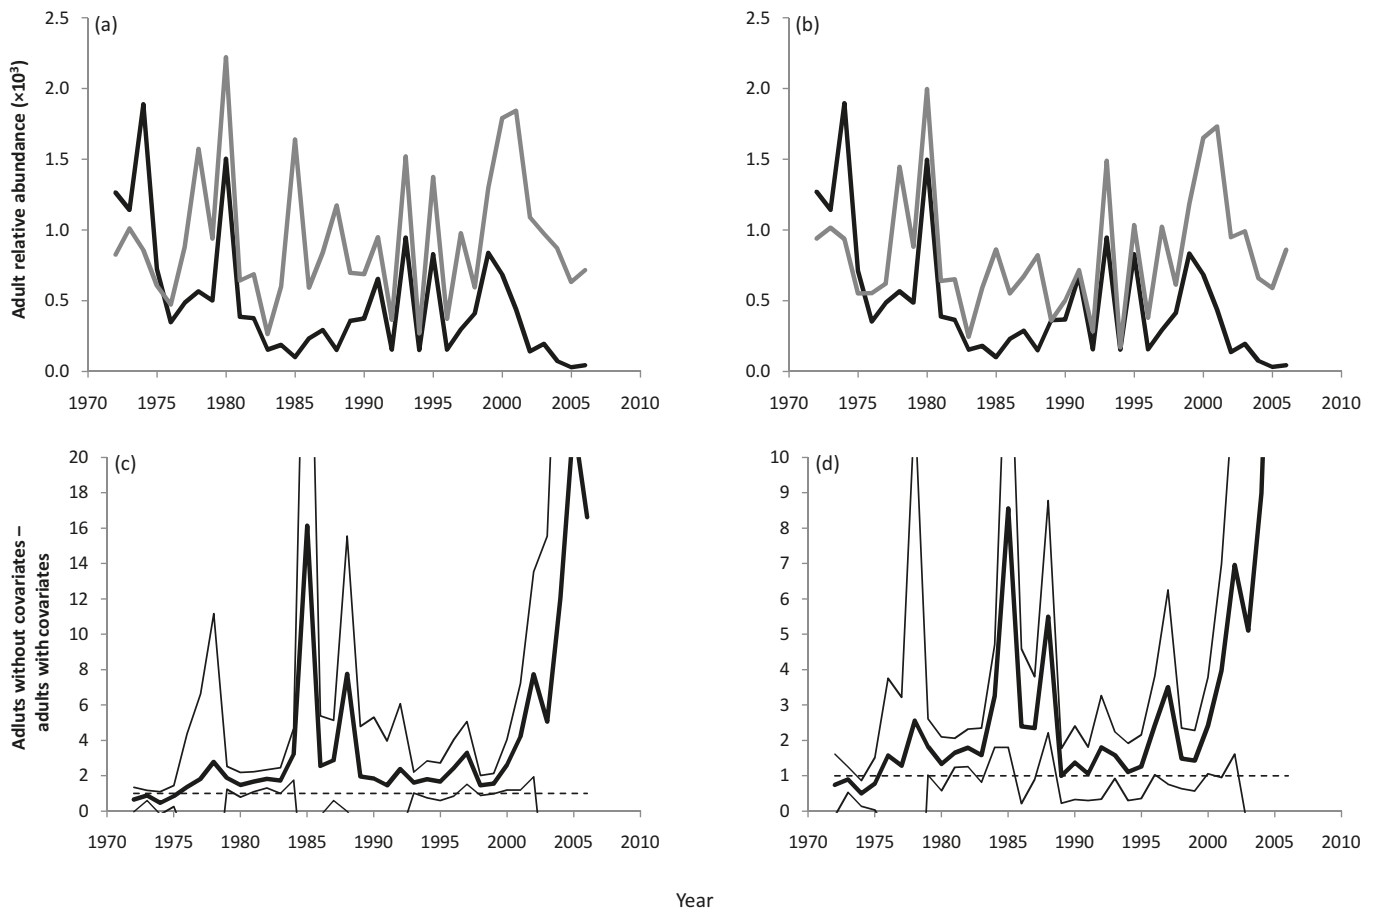 (a)
(b)
Adult relative abundance (×10³)
2.5
2.0
1.5
1.0
0.5
0.0
1970 1975 1980 1985 1990 1995 2000 2005 2010
2.5
2.0
1.5
1.0
0.5
0.0
1970 1975 1980 1985 1990 1995 2000 2005 2010
(c)
(d)
Adluts without covariates –
adults with covariates
20
18
16
14
12
10
8
6
4
2
0
1970 1975 1980 1985 1990 1995 2000 2005 2010
10
9
8
7
6
5
4
3
2
1
0
1970 1975 1980 1985 1990 1995 2000 2005 2010
Year